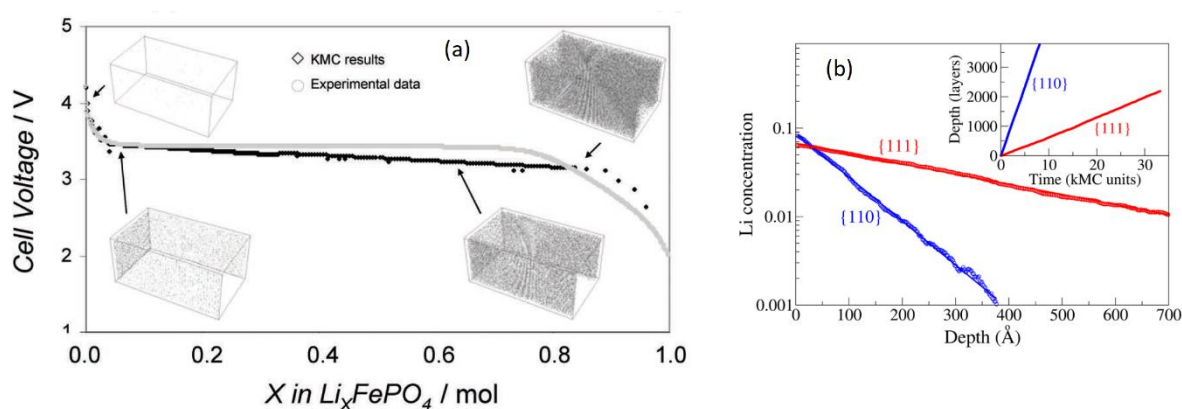 (a)
5
4
3
2
1
Cell Voltage / V
◇ KMC results
○ Experimental data
0.0 0.2 0.4 0.6 0.8 1.0
X in LiXFePO4 / mol
(b)
0.1
0.01
0.001
Li concentration
{111}
{110}
0 100 200 300 400 500 600 700
Depth (Å)
3000
2000
1000
0
Depth (layers)
{110}
{111}
0 10 20 30
Time (kMC units)